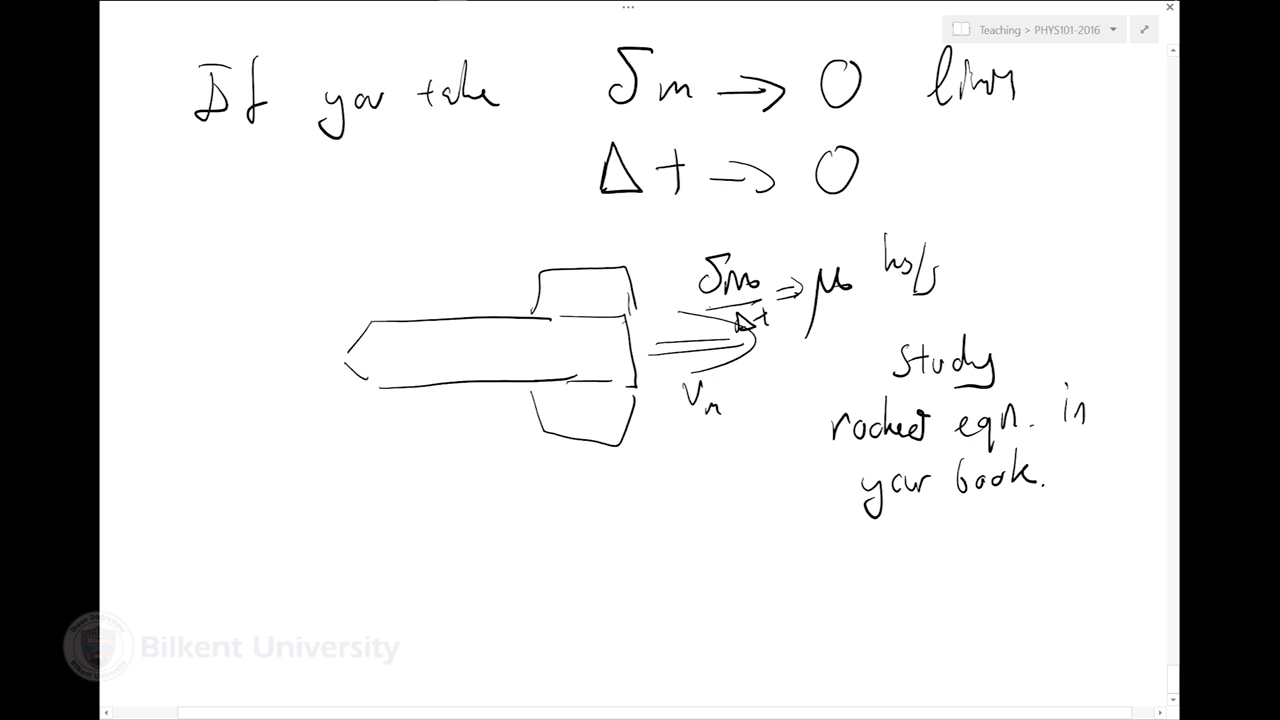 Teaching > PHYS101-2016
If you take δm → 0 limit
Δt → 0
δm/Δt ⇒ μ kg/s
Vr
Study
rocket eqn. in
your book.
Bilkent University